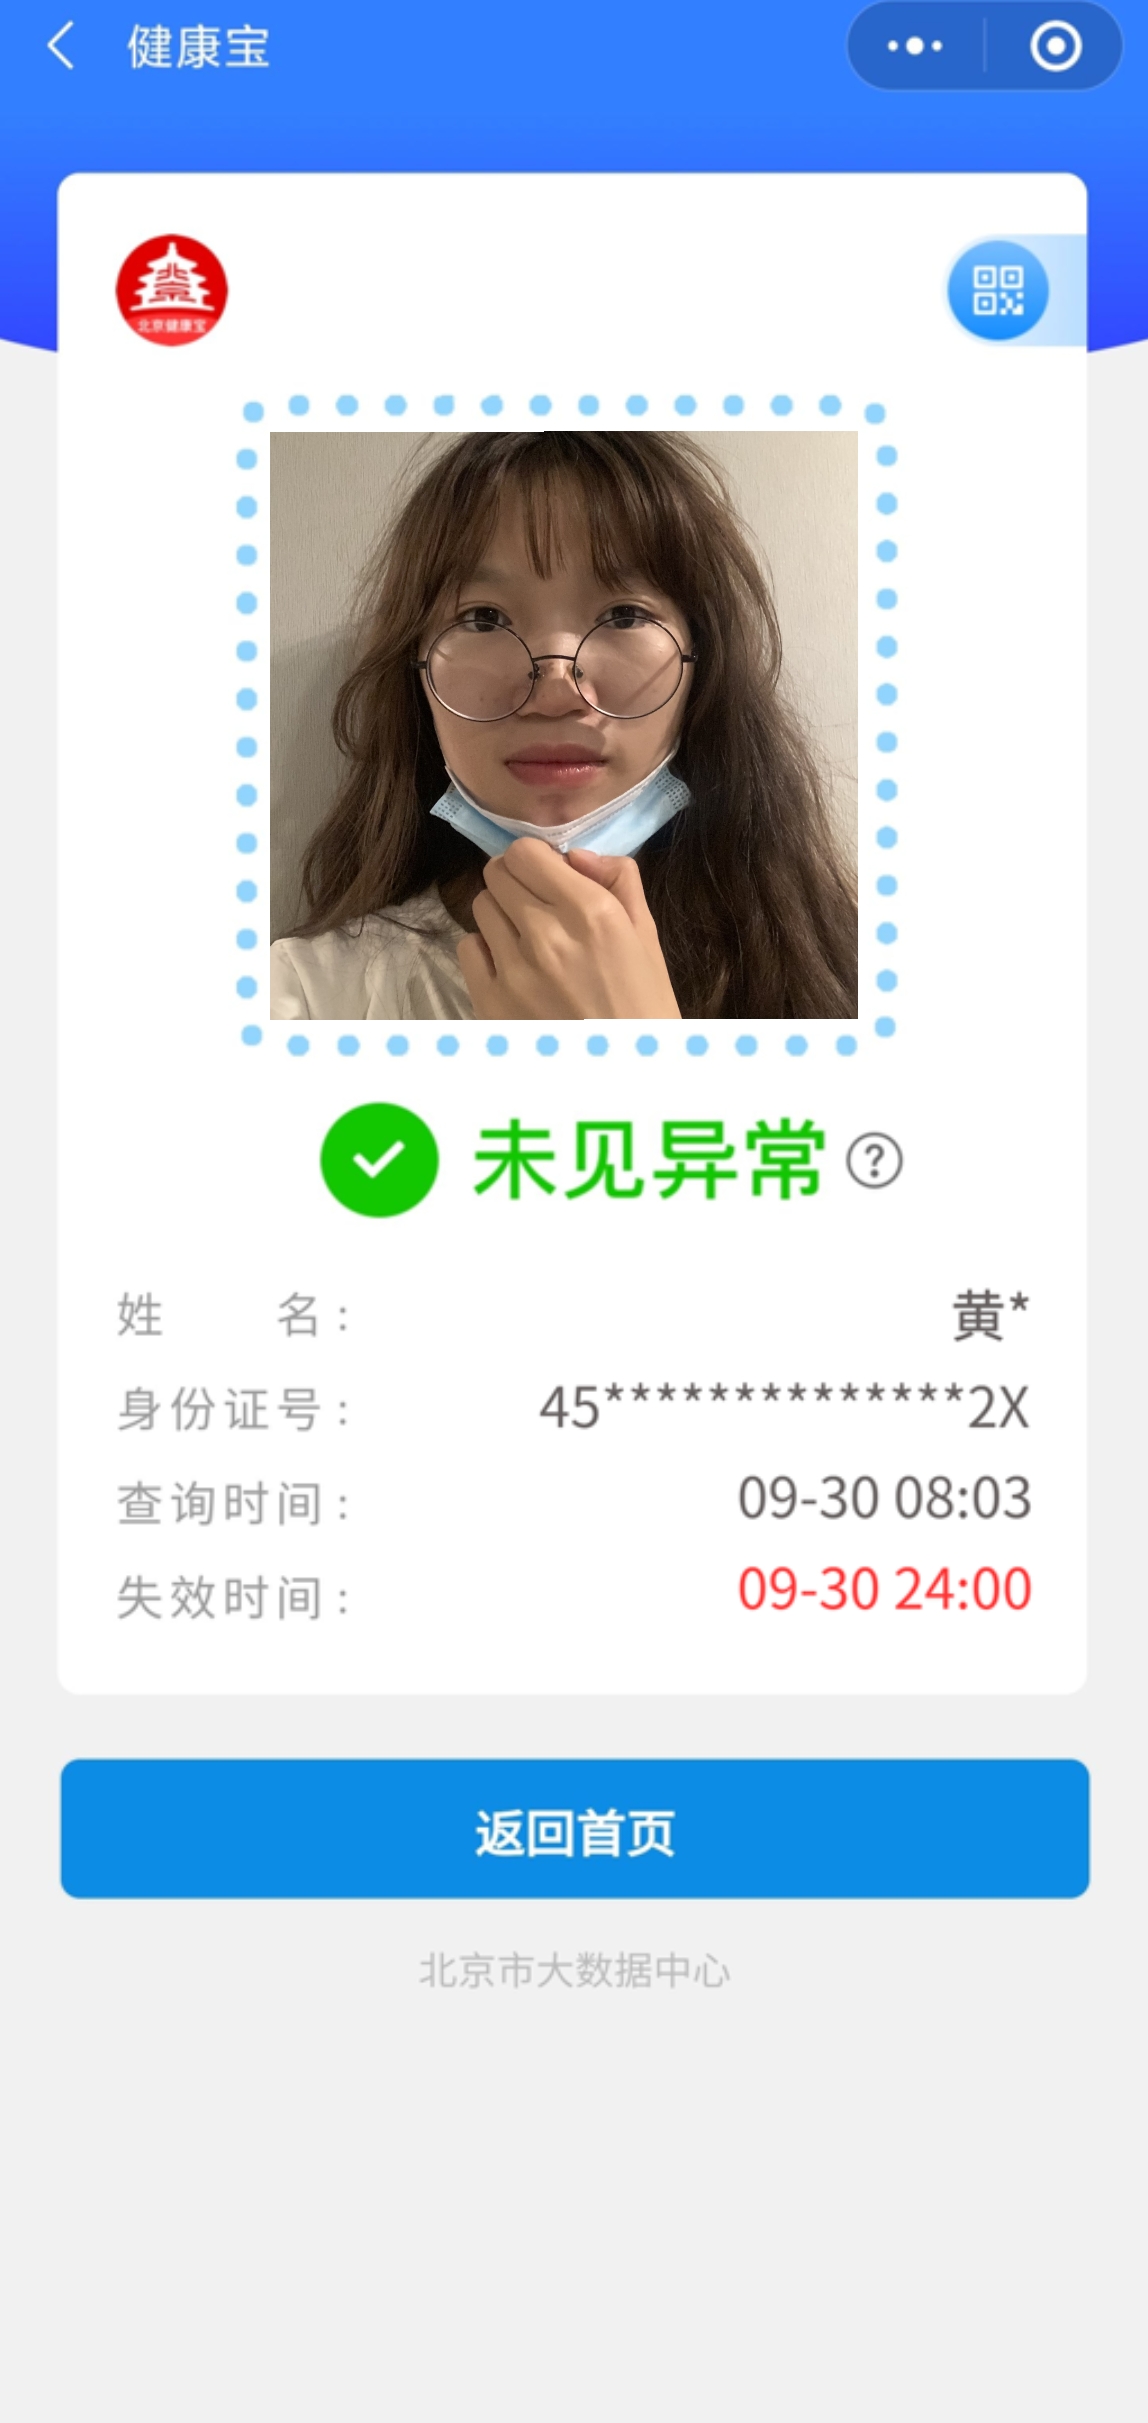 健康宝
北京
北京健康宝
未见异常?
姓名: 黄*
身份证号: 45**************2X
查询时间: 09-30 08:03
失效时间: 09-30 24:00
返回首页
北京市大数据中心